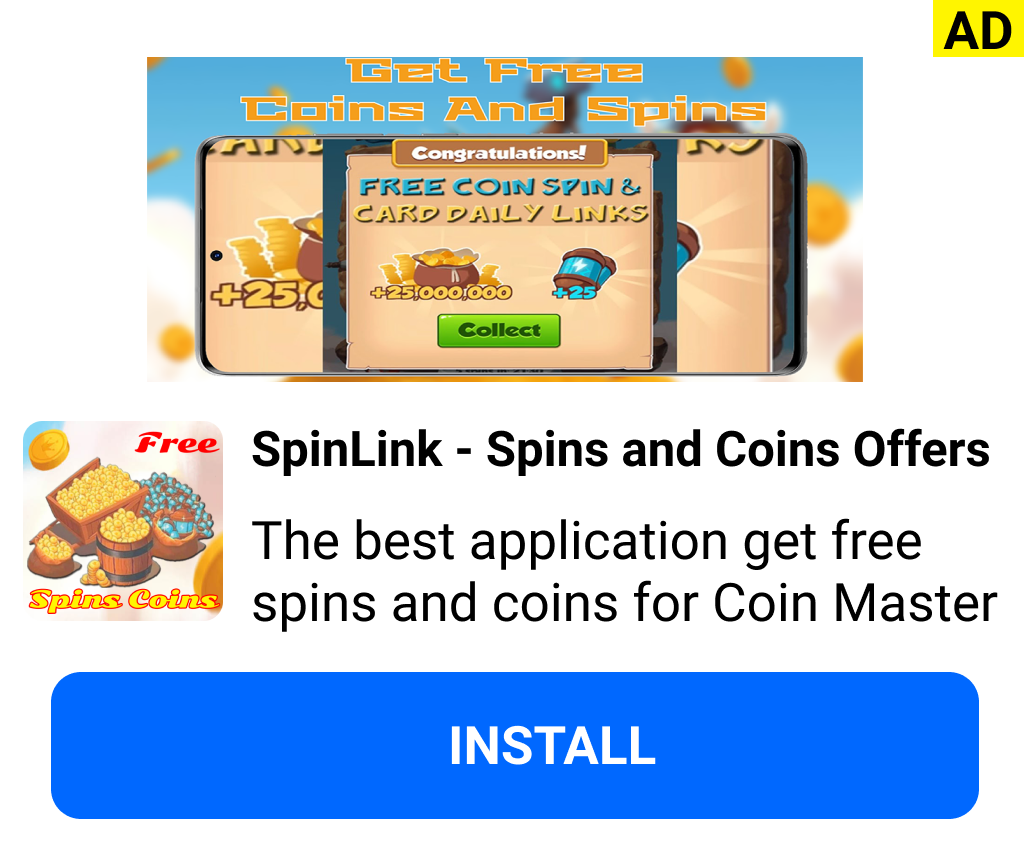 AD
Get Free
Coins And Spins
Congratulations!
FREE COIN SPIN &
CARD DAILY LINKS
+25,0
+25,000,000
+25
Collect
Free
Spins Coins
SpinLink - Spins and Coins Offers
The best application get free
spins and coins for Coin Master
INSTALL